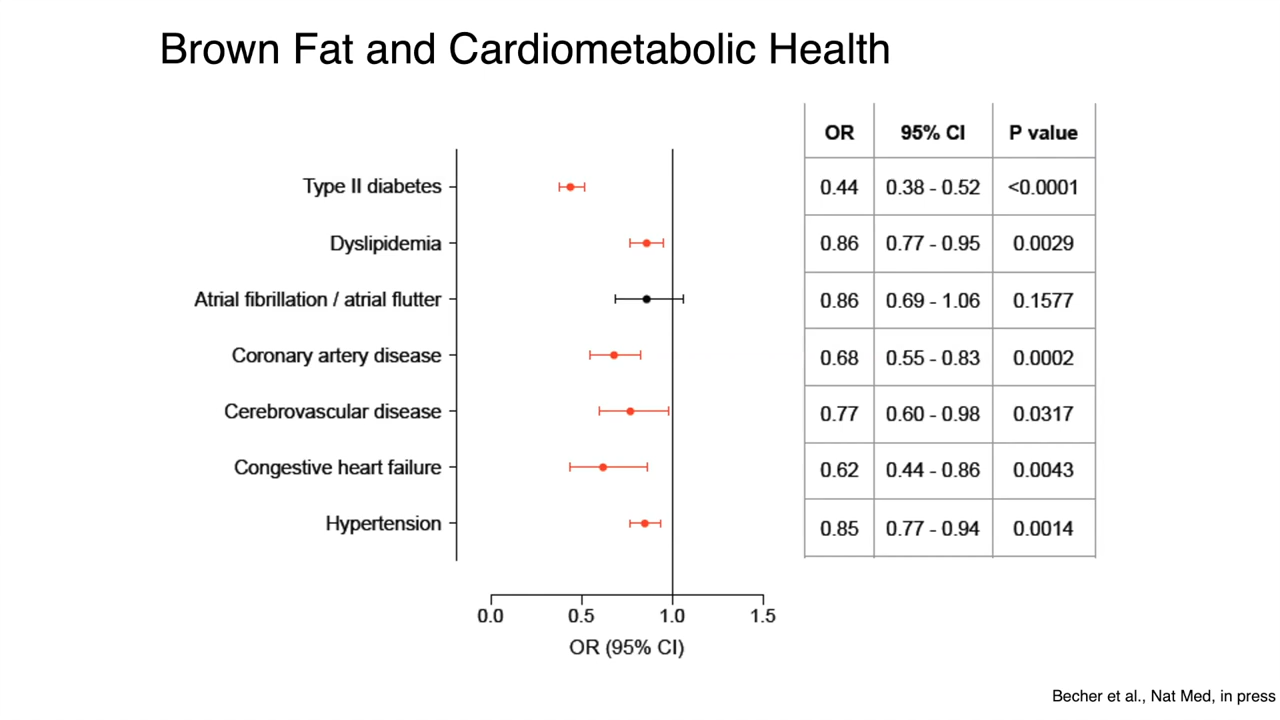 Brown Fat and Cardiometabolic Health
OR 95% CI P value
Type II diabetes 0.44 0.38 - 0.52 <0.0001
Dyslipidemia 0.86 0.77 - 0.95 0.0029
Atrial fibrillation / atrial flutter 0.86 0.69 - 1.06 0.1577
Coronary artery disease 0.68 0.55 - 0.83 0.0002
Cerebrovascular disease 0.77 0.60 - 0.98 0.0317
Congestive heart failure 0.62 0.44 - 0.86 0.0043
Hypertension 0.85 0.77 - 0.94 0.0014
0.0 0.5 1.0 1.5
OR (95% CI)
Becher et al., Nat Med, in press